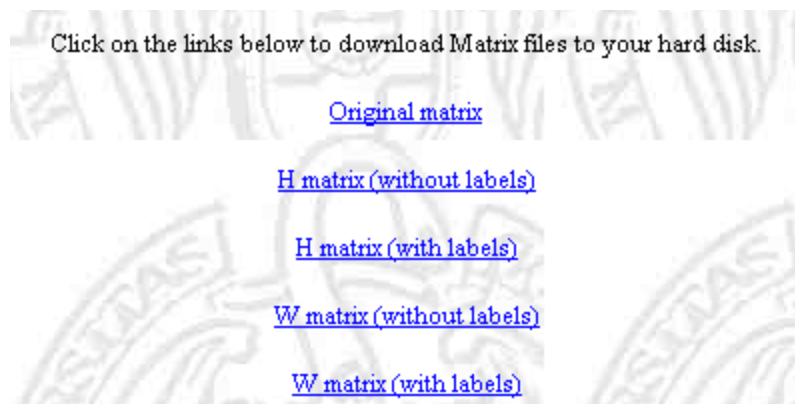 Click on the links below to download Matrix files to your hard disk.
Original matrix
H matrix (without labels)
H matrix (with labels)
W matrix (without labels)
W matrix (with labels)